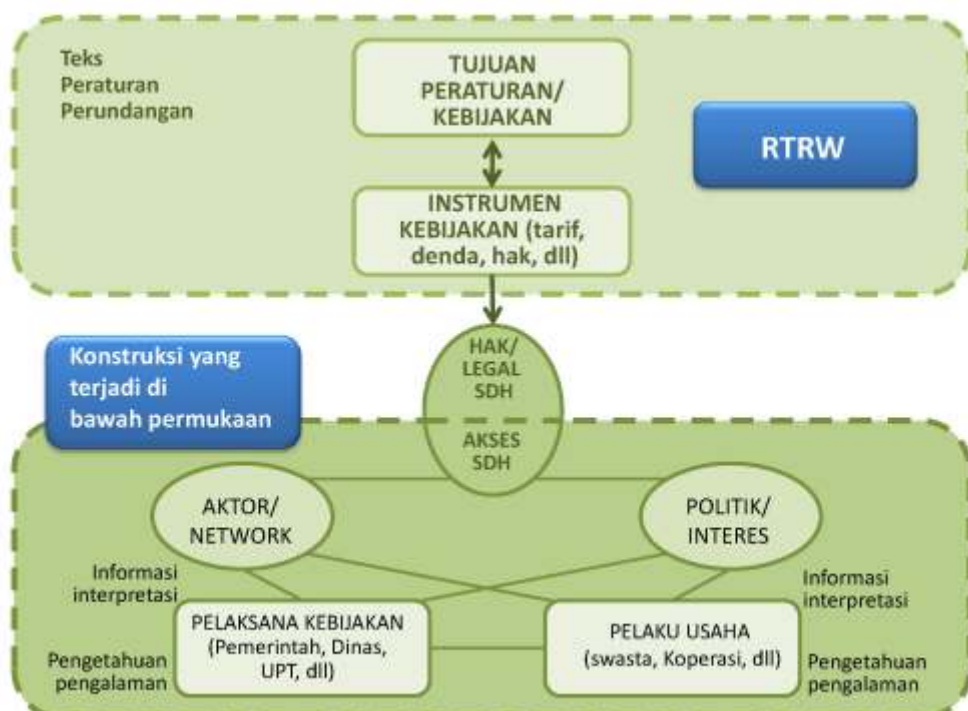 Teks
Peraturan
Perundangan
TUJUAN
PERATURAN/
KEBIJAKAN
RTRW
INSTRUMEN
KEBIJAKAN (tarif,
denda, hak, dll)
HAK/
LEGAL
SDH
Konstruksi yang
terjadi di
bawah permukaan
AKSES
SDH
AKTOR/
NETWORK
POLITIK/
INTERES
Informasi
interpretasi
Informasi
interpretasi
PELAKSANA KEBIJAKAN
(Pemerintah, Dinas,
UPT, dll)
PELAKU USAHA
(swasta, Koperasi, dll)
Pengetahuan
pengalaman
Pengetahuan
pengalaman